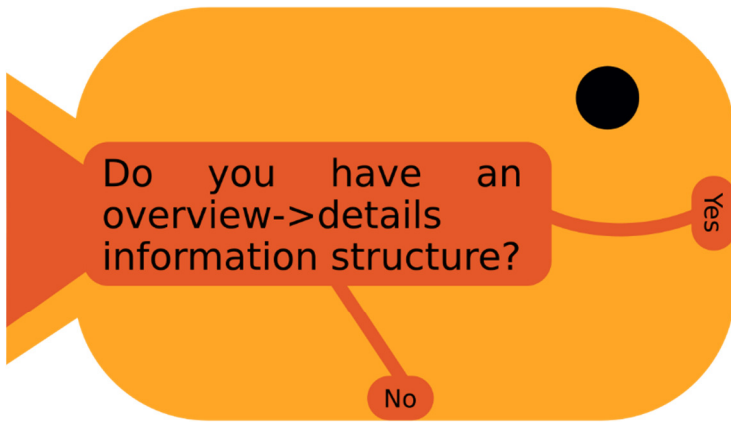 Do you have an
overview->details
information structure?
Yes
No